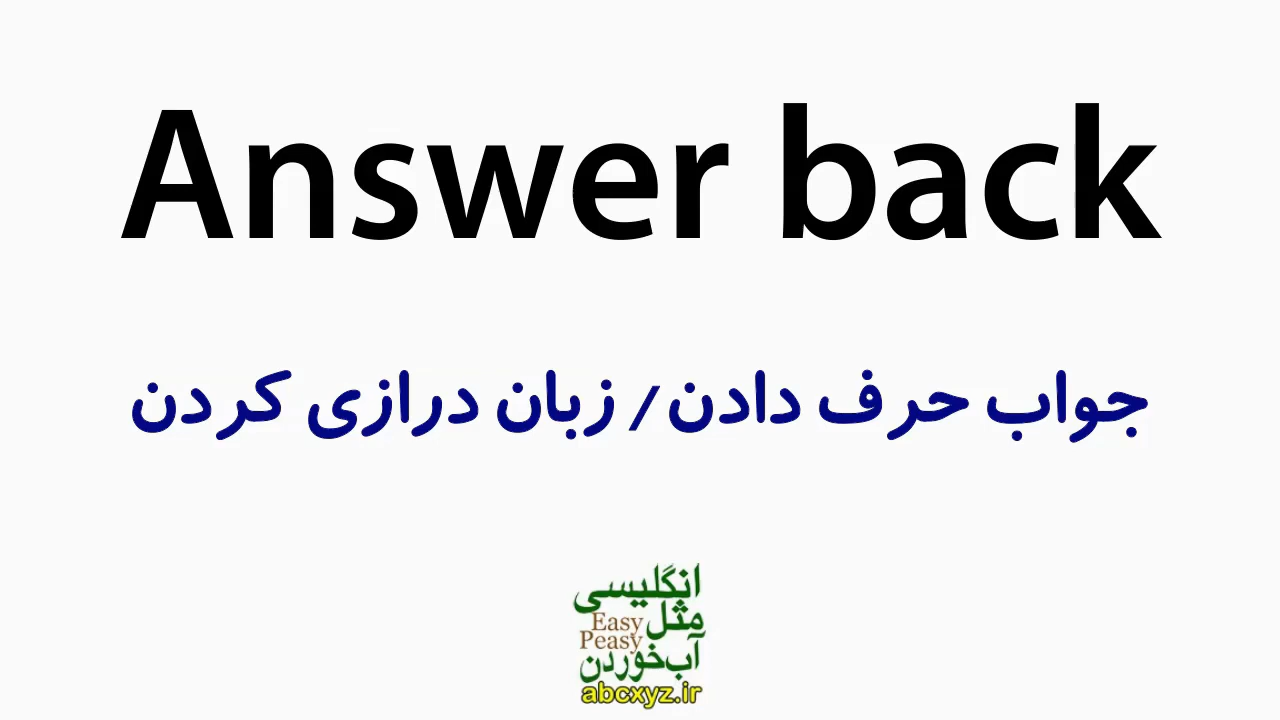 Answer back
جواب حرف دادن/ زبان درازی کردن
انگلیسی
مثل
Easy
Peasy
آب خوردن
abcxyz.ir